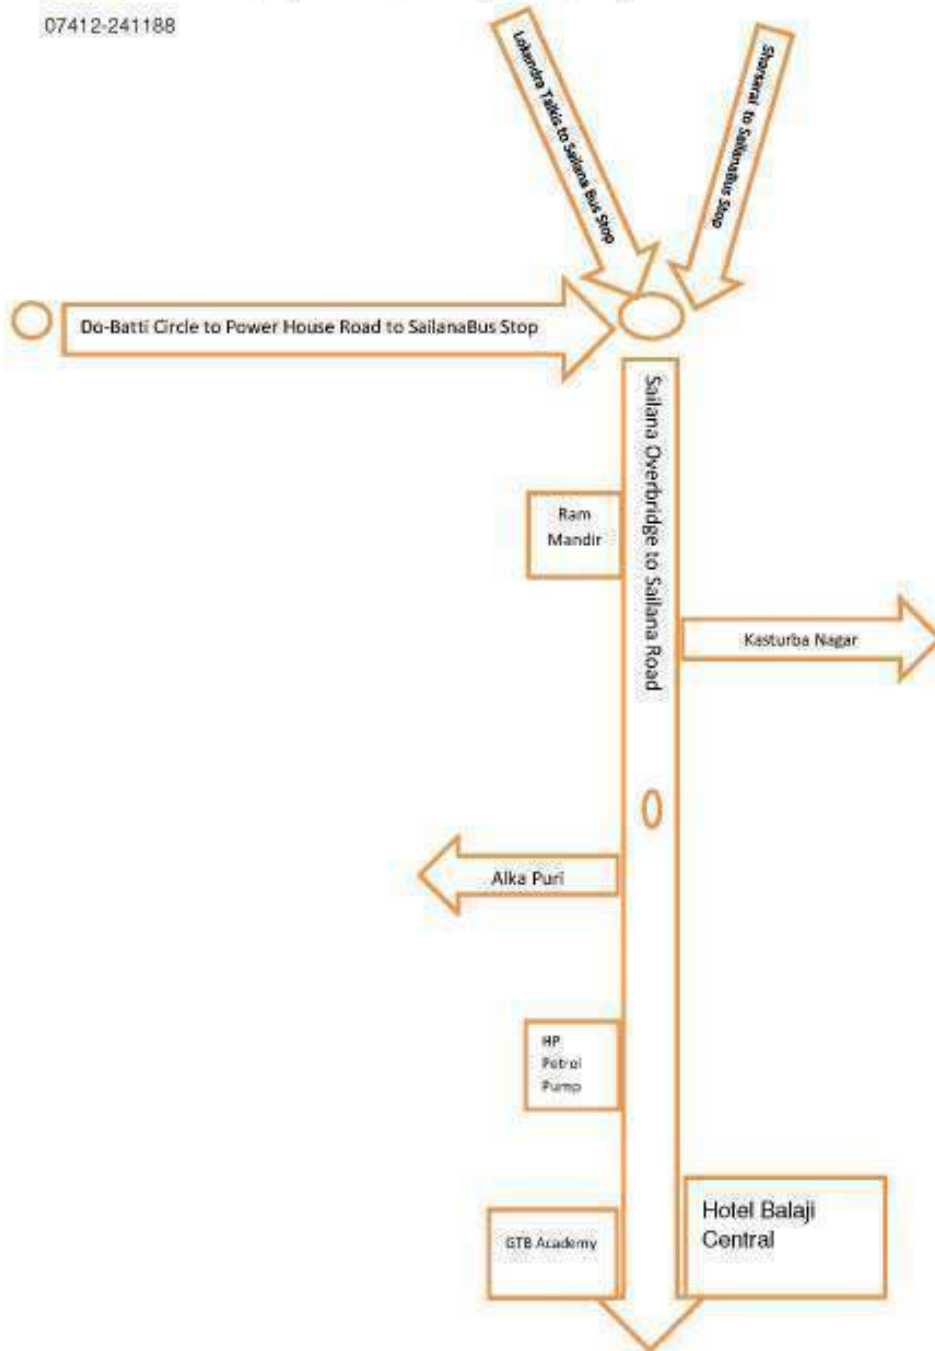 07412-241188
Lokendra Talkis to Sailana Bus Stop
to SailanaBus Stop
Do-Batti Circle to Power House Road to SailanaBus Stop
Sailana Overbridge to Sailana Road
Ram
Mandir
Kasturba Nagar
Alka Puri
HP
Petrol
Pump
GTB Academy
Hotel Balaji
Central